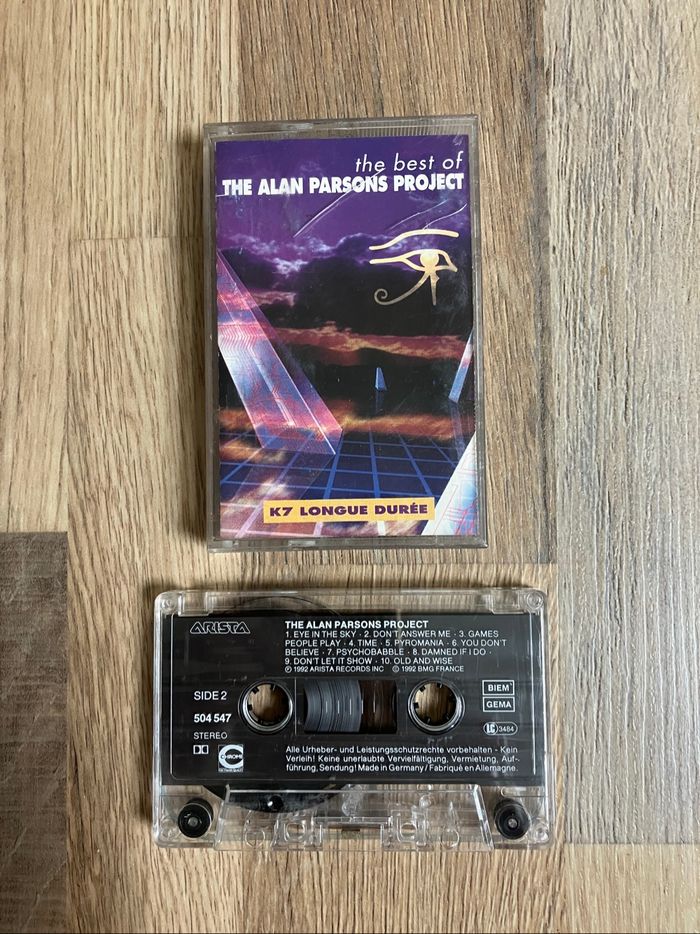 the best of
THE ALAN PARSONS PROJECT
K7 LONGUE DURÉE
ARISTA
THE ALAN PARSONS PROJECT
1. EYE IN THE SKY · 2. DON'T ANSWER ME · 3. GAMES
PEOPLE PLAY · 4. TIME · 5. PYROMANIA · 6. YOU DON'T
BELIEVE · 7. PSYCHOBABBLE · 8. DAMNED IF I DO ·
9. DON'T LET IT SHOW · 10. OLD AND WISE
℗ 1992 ARISTA RECORDS INC © 1992 BMG FRANCE
SIDE 2
504 547
STEREO
BIEM
GEMA
LC 3484
CHROME
Alle Urheber- und Leistungsschutzrechte vorbehalten - Kein
Verleih! Keine unerlaubte Vervielfältigung, Vermietung, Auf-
führung, Sendung! Made in Germany / Fabriqué en Allemagne.